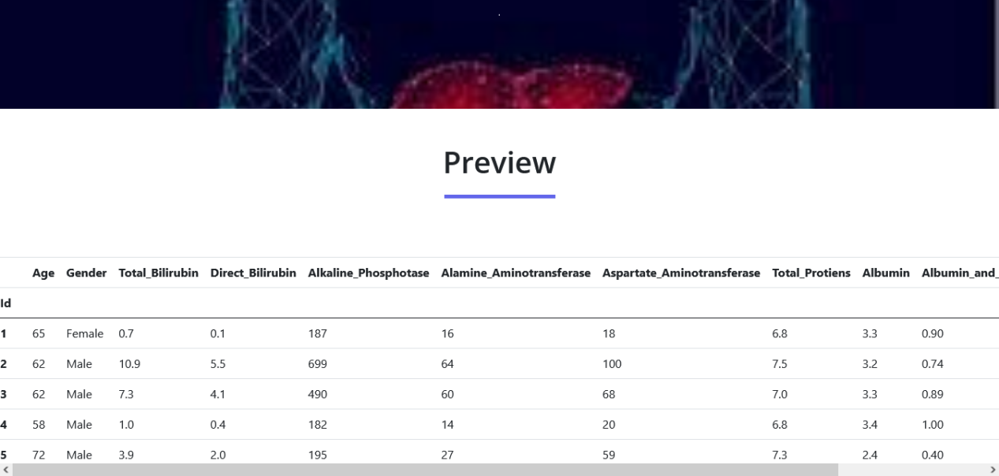 Preview
Age Gender Total_Bilirubin Direct_Bilirubin Alkaline_Phosphotase Alamine_Aminotransferase Aspartate_Aminotransferase Total_Protiens Albumin Albumin_and_
Id
1 65 Female 0.7 0.1 187 16 18 6.8 3.3 0.90
2 62 Male 10.9 5.5 699 64 100 7.5 3.2 0.74
3 62 Male 7.3 4.1 490 60 68 7.0 3.3 0.89
4 58 Male 1.0 0.4 182 14 20 6.8 3.4 1.00
5 72 Male 3.9 2.0 195 27 59 7.3 2.4 0.40